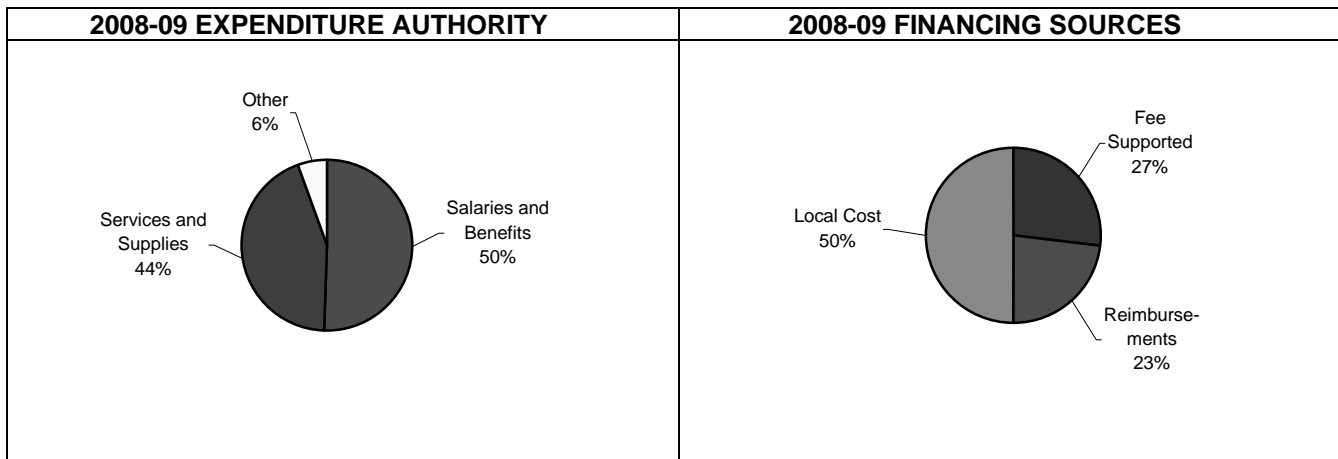 2008-09 EXPENDITURE AUTHORITY
Other
6%
Services and
Supplies
44%
Salaries and
Benefits
50%
2008-09 FINANCING SOURCES
Fee
Supported
27%
Local Cost
50%
Reimburse-
ments
23%